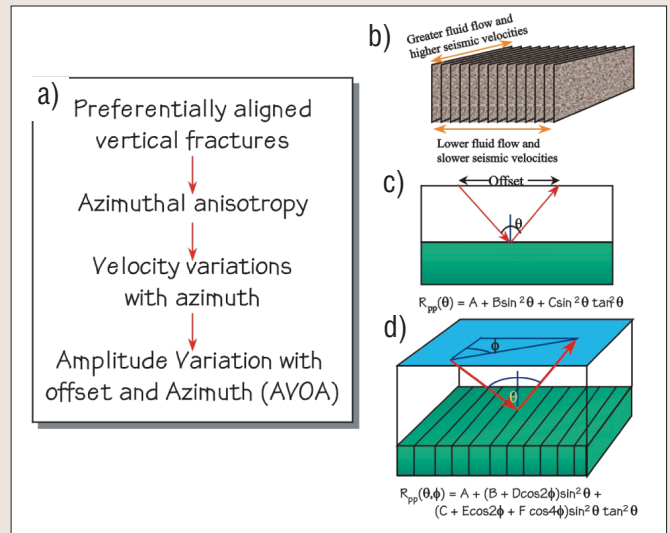 a)
Preferentially aligned
vertical fractures
Azimuthal anisotropy
Velocity variations
with azimuth
Amplitude Variation with
offset and Azimuth (AVOA)
b)
Greater fluid flow and
higher seismic velocities
Lower fluid flow and
slower seismic velocities
c)
Offset
θ
Rpp(θ) = A + Bsin²θ + Csin²θ tan²θ
d)
ϕ
θ
Rpp(θ,ϕ) = A + (B + Dcos2ϕ)sin²θ +
(C + Ecos2ϕ + F cos4ϕ)sin²θ tan²θ